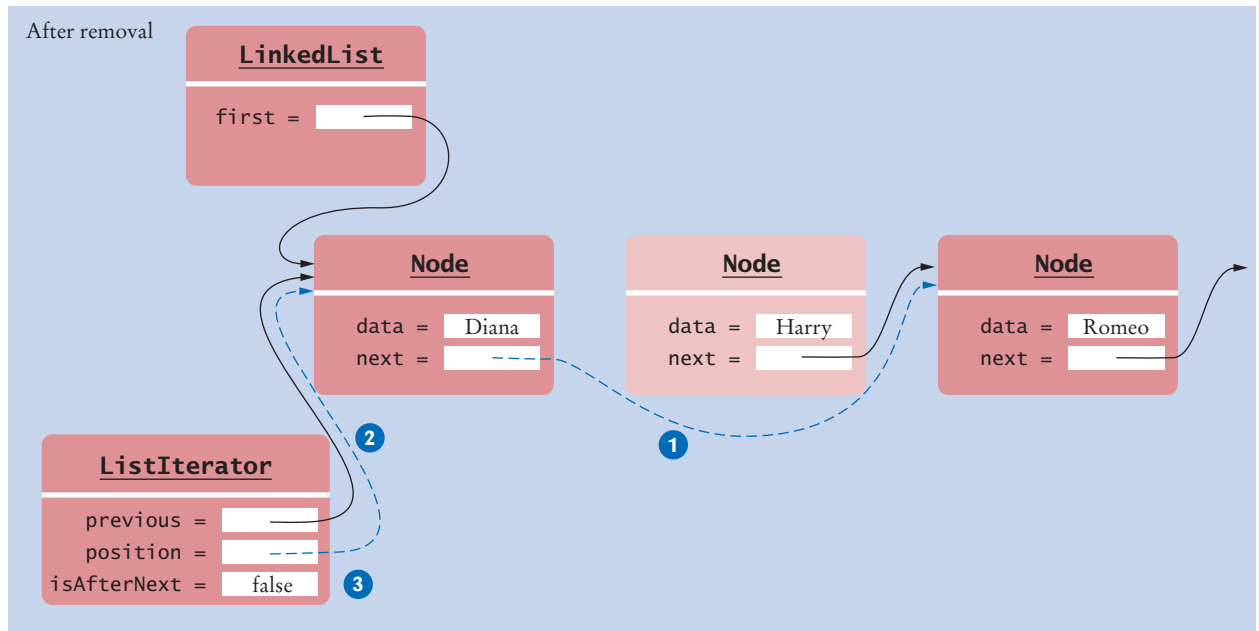 After removal
LinkedList
first =
Node
data = Diana
next =
Node
data = Harry
next =
Node
data = Romeo
next =
1
2
ListIterator
previous =
position =
isAfterNext = false
3